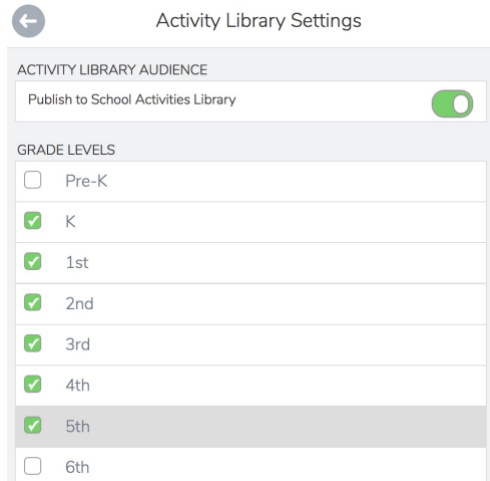 Activity Library Settings
ACTIVITY LIBRARY AUDIENCE
Publish to School Activities Library
GRADE LEVELS
Pre-K
K
1st
2nd
3rd
4th
5th
6th